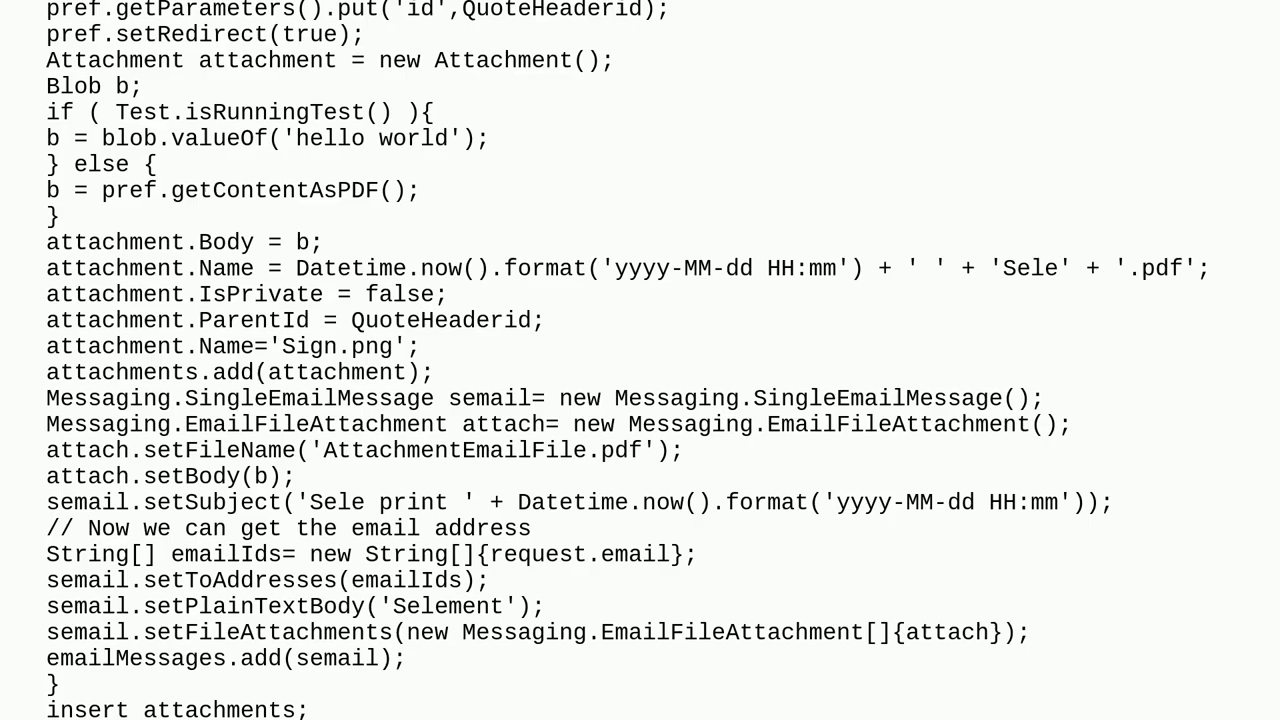 pref.getParameters().put('id',QuoteHeaderid);
pref.setRedirect(true);
Attachment attachment = new Attachment();
Blob b;
if ( Test.isRunningTest() ){
b = blob.valueOf('hello world');
} else {
b = pref.getContentAsPDF();
}
attachment.Body = b;
attachment.Name = Datetime.now().format('yyyy-MM-dd HH:mm') + ' ' + 'Sele' + '.pdf';
attachment.IsPrivate = false;
attachment.ParentId = QuoteHeaderid;
attachment.Name='Sign.png';
attachments.add(attachment);
Messaging.SingleEmailMessage semail= new Messaging.SingleEmailMessage();
Messaging.EmailFileAttachment attach= new Messaging.EmailFileAttachment();
attach.setFileName('AttachmentEmailFile.pdf');
attach.setBody(b);
semail.setSubject('Sele print ' + Datetime.now().format('yyyy-MM-dd HH:mm'));
// Now we can get the email address
String[] emailIds= new String[]{request.email};
semail.setToAddresses(emailIds);
semail.setPlainTextBody('Selement');
semail.setFileAttachments(new Messaging.EmailFileAttachment[]{attach});
emailMessages.add(semail);
}
insert attachments;